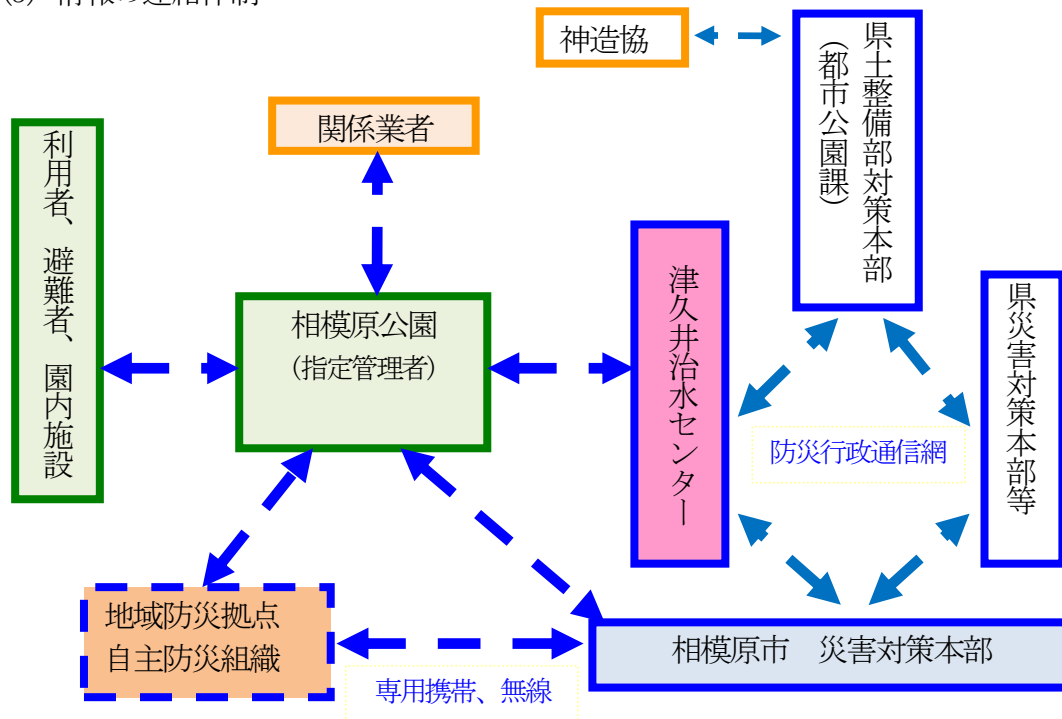 神造協
県土整備部対策本部
(都市公園課)
関係業者
利用者、避難者、園内施設
相模原公園
(指定管理者)
津久井治水センター
県災害対策本部等
防災行政通信網
地域防災拠点
自主防災組織
相模原市　災害対策本部
専用携帯、無線